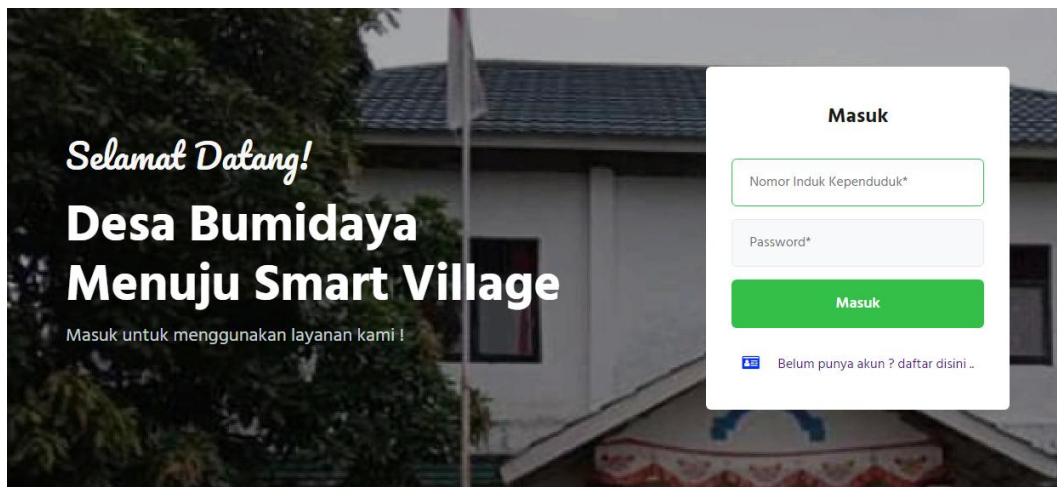 Selamat Datang!
Desa Bumidaya
Menuju Smart Village
Masuk untuk menggunakan layanan kami !
Masuk
Nomor Induk Kependuduk*
Password*
Masuk
Belum punya akun ? daftar disini ..